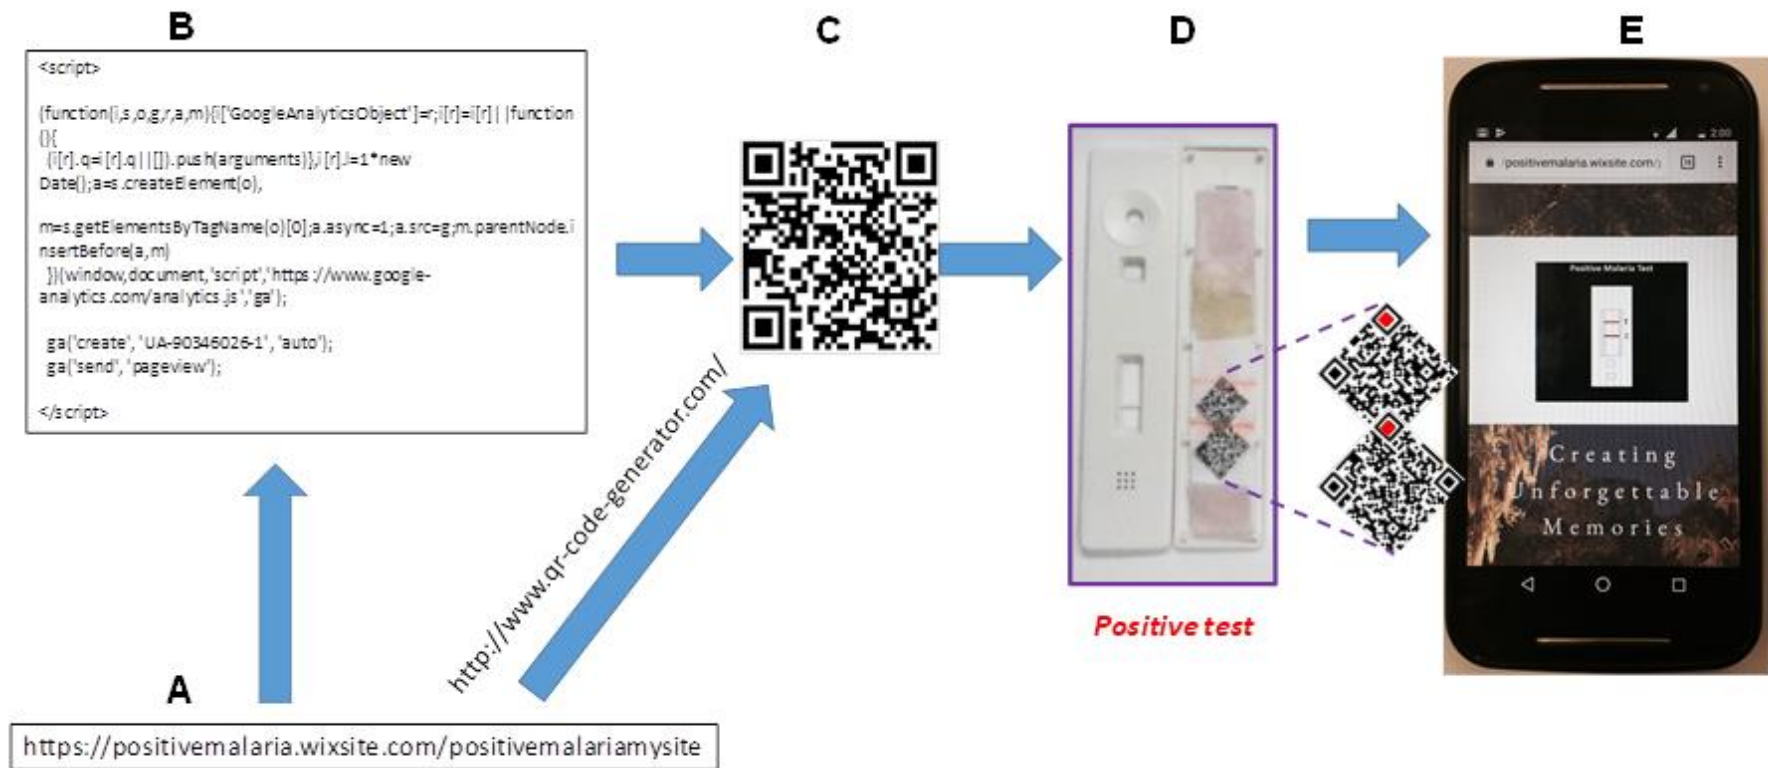 B
<script>
(function(i,s,o,g,r,a,m){i['GoogleAnalyticsObject']=r;i[r]=i[r]||function
(){
(i[r].q=i[r].q||[]).push(arguments)},i[r].l=1*new
Date();a=s.createElement(o),
m=s.getElementsByTagName(o)[0];a.async=1;a.src=g;m.parentNode.i
nsertBefore(a,m)
})(window,document,'script','https://www.google-
analytics.com/analytics.js','ga');
ga('create', 'UA-90346026-1', 'auto');
ga('send', 'pageview');
</script>
A
https://positivemalaria.wixsite.com/positivemalariamysite
http://www.qr-code-generator.com/
C
D
Positive test
E
2:00
positivemalaria.wixsite.com/
Positive Malaria Test
Creating
Unforgettable
Memories